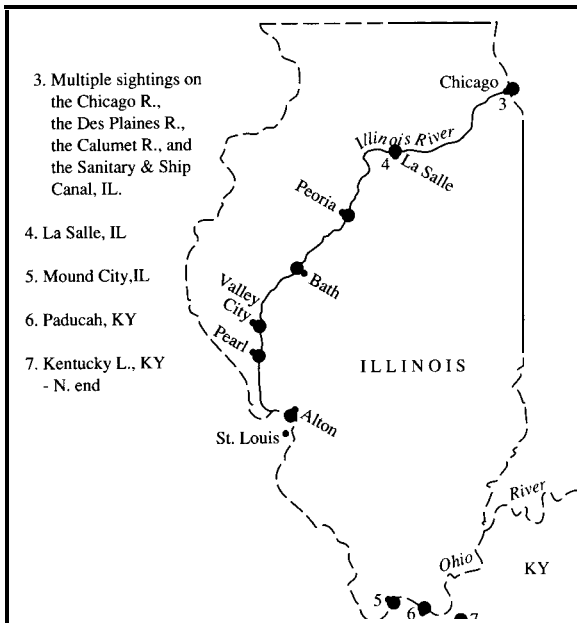 3. Multiple sightings on
the Chicago R.,
the Des Plaines R.,
the Calumet R., and
the Sanitary & Ship
Canal, IL.
4. La Salle, IL
5. Mound City,IL
6. Paducah, KY
7. Kentucky L., KY
- N. end
Chicago
3
Illinois River
4
La Salle
Peoria
Bath
Valley
City
Pearl
ILLINOIS
Alton
St. Louis
River
Ohio
KY
5
6
7